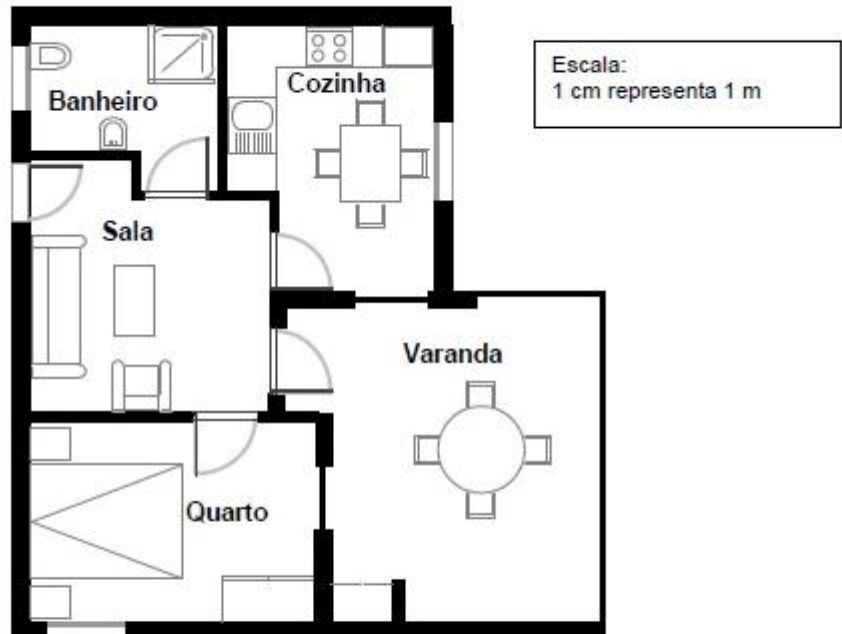 Banheiro
Cozinha
Escala:
1 cm representa 1 m
Sala
Varanda
Quarto